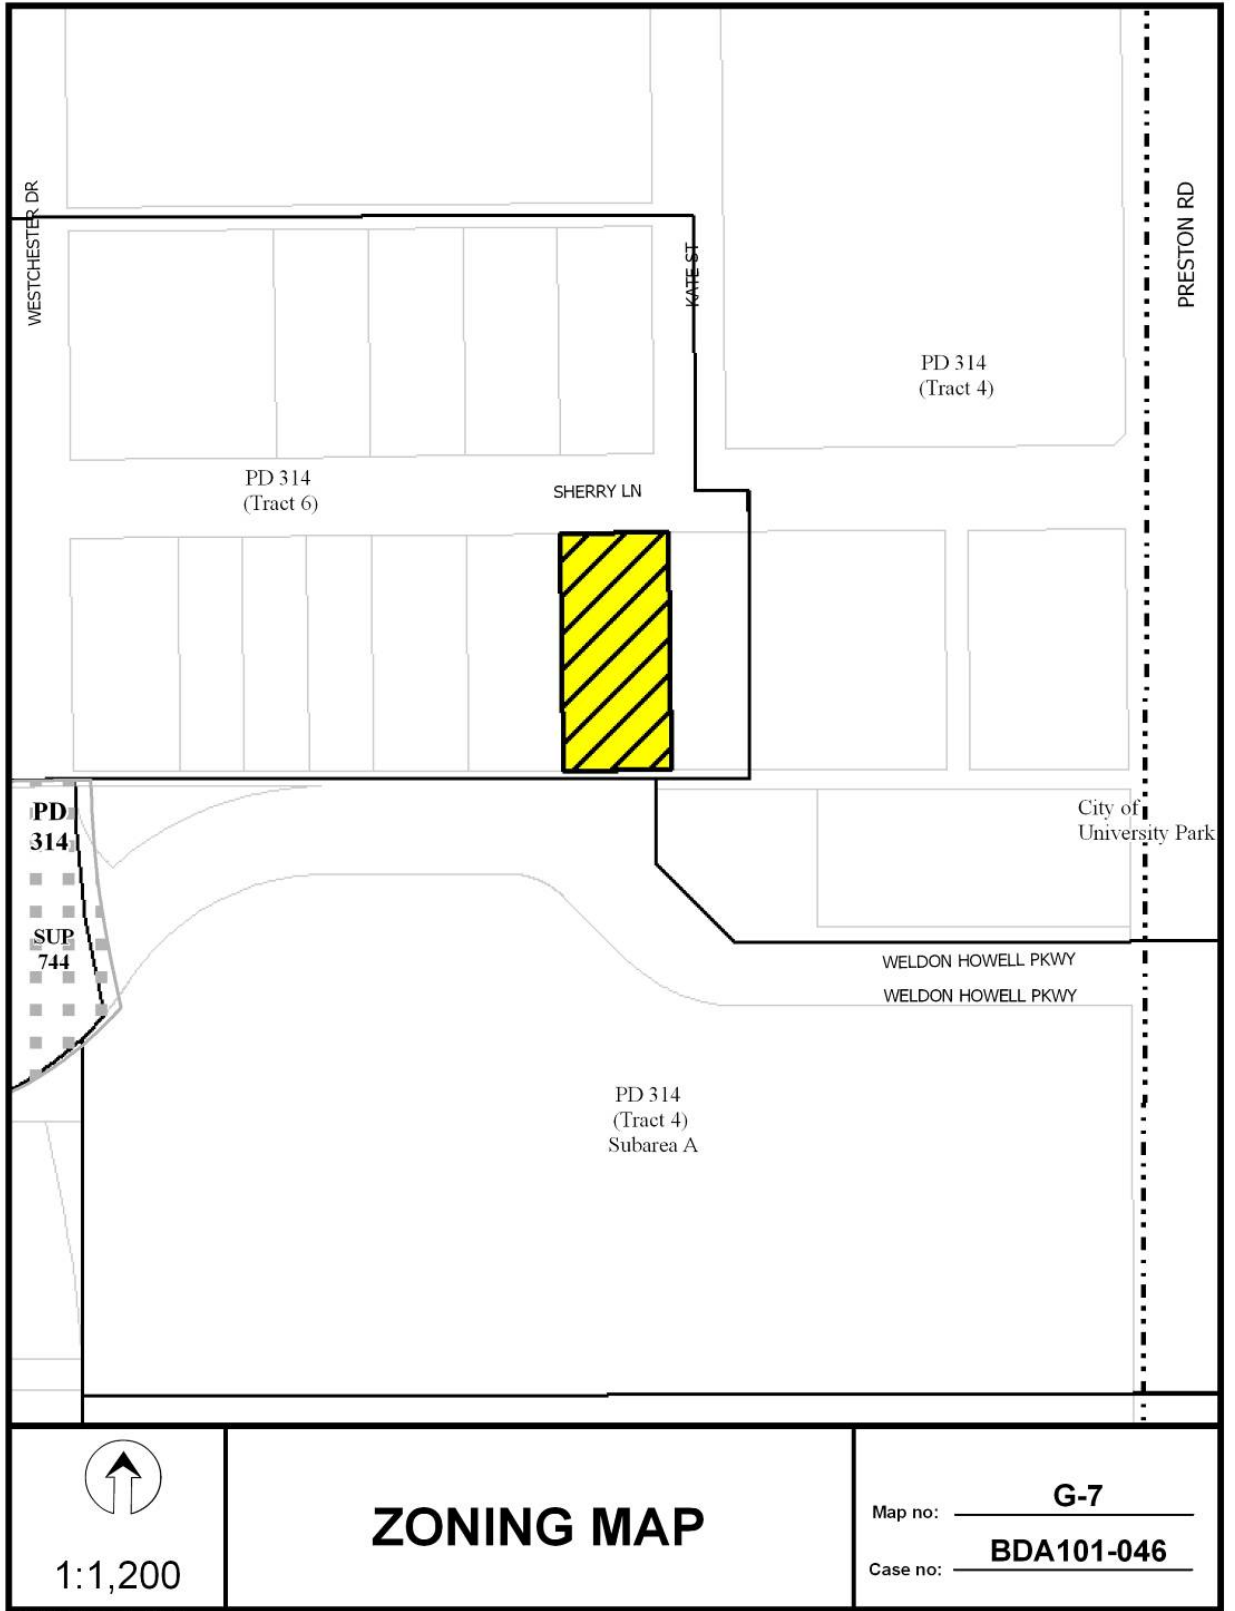 WESTCHESTER DR
KATE ST
PRESTON RD
PD 314
(Tract 4)
PD 314
(Tract 6)
SHERRY LN
PD
314
City of
University Park
SUP
744
WELDON HOWELL PKWY
WELDON HOWELL PKWY
PD 314
(Tract 4)
Subarea A
1:1,200
ZONING MAP
Map no: G-7
Case no: BDA101-046